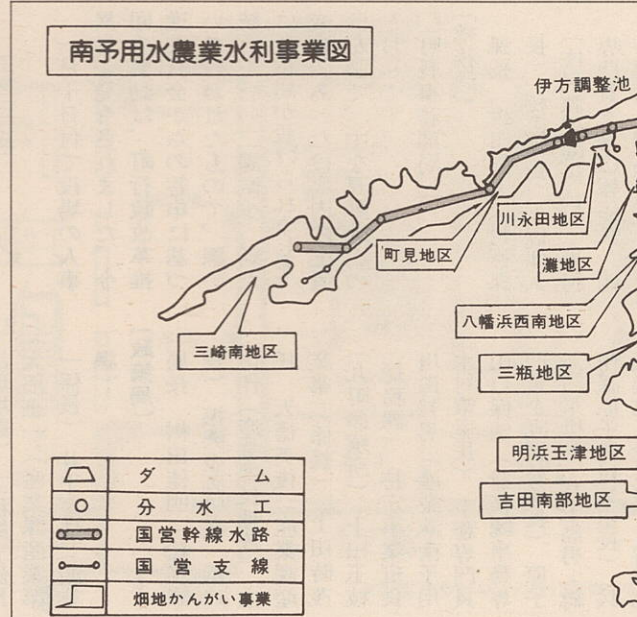 南予用水農業水利事業図
伊方調整池
川永田地区
町見地区
灘地区
八幡浜西南地区
三崎南地区
三瓶地区
明浜玉津地区
吉田南部地区
ダム
分水工
国営幹線水路
国営支線
畑地かんがい事業